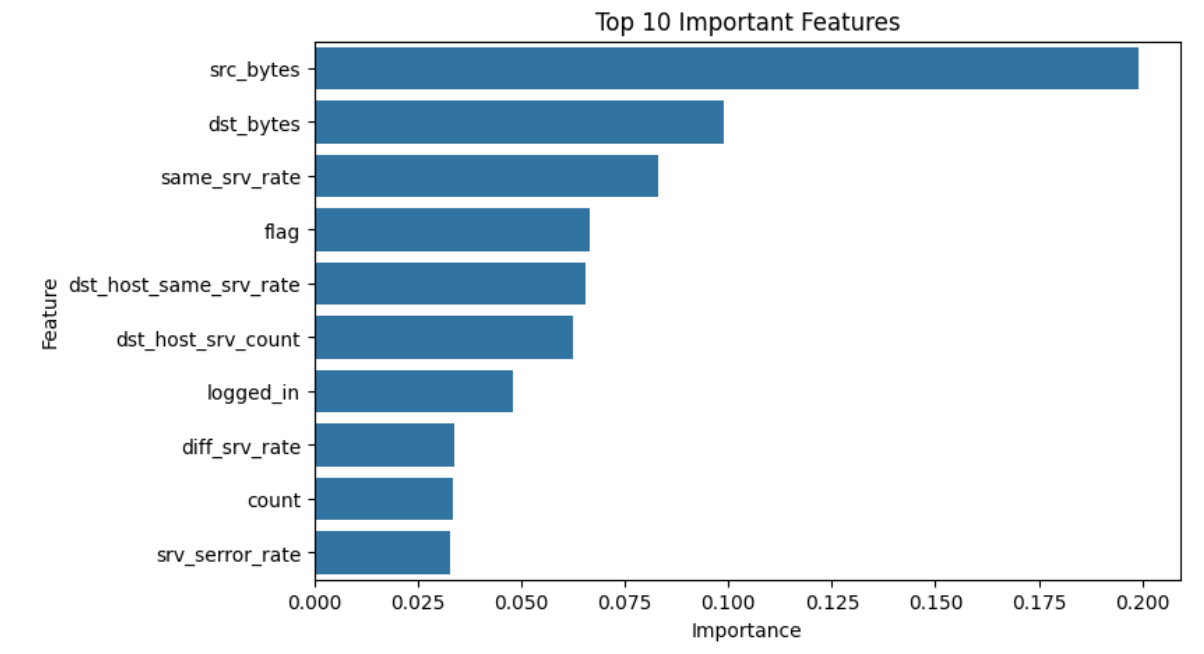 Top 10 Important Features
src_bytes
dst_bytes
same_srv_rate
flag
dst_host_same_srv_rate
dst_host_srv_count
logged_in
diff_srv_rate
count
srv_serror_rate
Feature
0.000 0.025 0.050 0.075 0.100 0.125 0.150 0.175 0.200
Importance